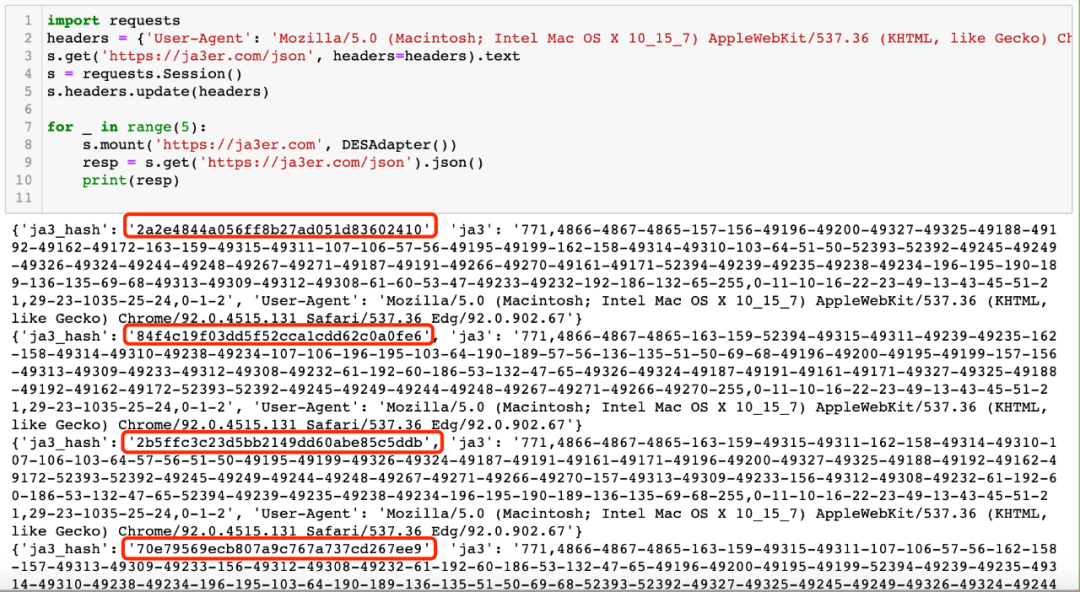 1 import requests
2 headers = {'User-Agent': 'Mozilla/5.0 (Macintosh; Intel Mac OS X 10_15_7) AppleWebKit/537.36 (KHTML, like Gecko) Ch
3 s.get('https://ja3er.com/json', headers=headers).text
4 s = requests.Session()
5 s.headers.update(headers)
6
7 for _ in range(5):
8 s.mount('https://ja3er.com', DESAdapter())
9 resp = s.get('https://ja3er.com/json').json()
10 print(resp)
11
{'ja3_hash': '2a2e4844a056ff8b27ad051d83602410' 'ja3': '771,4866-4867-4865-157-156-49196-49200-49327-49325-49188-491
92-49162-49172-163-159-49315-49311-107-106-57-56-49195-49199-162-158-49314-49310-103-64-51-50-52393-52392-49245-49249
-49326-49324-49244-49248-49267-49271-49187-49191-49266-49270-49161-49171-52394-49239-49235-49238-49234-196-195-190-18
9-136-135-69-68-49313-49309-49312-49308-61-60-53-47-49233-49232-192-186-132-65-255,0-11-10-16-22-23-49-13-43-45-51-2
1,29-23-1035-25-24,0-1-2', 'User-Agent': 'Mozilla/5.0 (Macintosh; Intel Mac OS X 10_15_7) AppleWebKit/537.36 (KHTML,
like Gecko) Chrome/92.0.4515.131 Safari/537.36 Edg/92.0.902.67'}
{'ja3_hash': '84f4c19f03dd5f52cca1cdd62c0a0fe6', 'ja3': '771,4866-4867-4865-163-159-52394-49315-49311-49239-49235-162
-158-49314-49310-49238-49234-107-106-196-195-103-64-190-189-57-56-136-135-51-50-69-68-49196-49200-49195-49199-157-156
-49313-49309-49233-49312-49308-49232-61-192-60-186-53-132-47-65-49326-49324-49187-49191-49161-49171-49327-49325-49188
-49192-49162-49172-52393-52392-49245-49249-49244-49248-49267-49271-49266-49270-255,0-11-10-16-22-23-49-13-43-45-51-2
1,29-23-1035-25-24,0-1-2', 'User-Agent': 'Mozilla/5.0 (Macintosh; Intel Mac OS X 10_15_7) AppleWebKit/537.36 (KHTML,
like Gecko) Chrome/92.0.4515.131 Safari/537.36 Edg/92.0.902.67'}
{'ja3_hash': '2b5ffc3c23d5bb2149dd60abe85c5ddb', 'ja3': '771,4866-4867-4865-163-159-49315-49311-162-158-49314-49310-1
07-106-103-64-57-56-51-50-49195-49199-49326-49324-49187-49191-49161-49171-49196-49200-49327-49325-49188-49192-49162-4
9172-52393-52392-49245-49249-49244-49248-49267-49271-49266-49270-157-49313-49309-49233-156-49312-49308-49232-61-192-6
0-186-53-132-47-65-52394-49239-49235-49238-49234-196-195-190-189-136-135-69-68-255,0-11-10-16-22-23-49-13-43-45-51-2
1,29-23-1035-25-24,0-1-2', 'User-Agent': 'Mozilla/5.0 (Macintosh; Intel Mac OS X 10_15_7) AppleWebKit/537.36 (KHTML,
like Gecko) Chrome/92.0.4515.131 Safari/537.36 Edg/92.0.902.67'}
{'ja3_hash': '70e79569ecb807a9c767a737cd267ee9' 'ja3': '771,4866-4867-4865-163-159-49315-49311-107-106-57-56-162-158
-157-49313-49309-49233-156-49312-49308-49232-61-192-60-186-53-132-47-65-49196-49200-49195-49199-52394-49239-49235-493
14-49310-49238-49234-196-195-103-64-190-189-136-135-51-50-69-68-52393-52392-49327-49325-49245-49249-49326-49324-49244